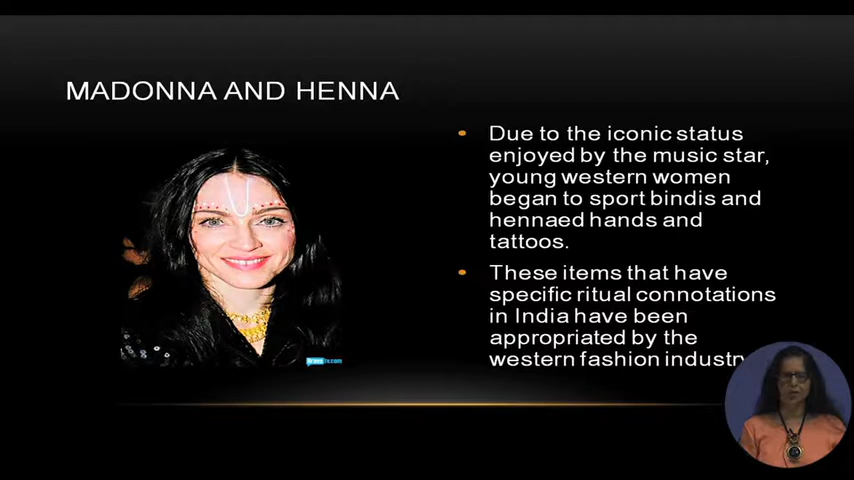 MADONNA AND HENNA
Due to the iconic status
enjoyed by the music star,
young western women
began to sport bindis and
hennaed hands and
tattoos.
These items that have
specific ritual connotations
in India have been
appropriated by the
western fashion industry